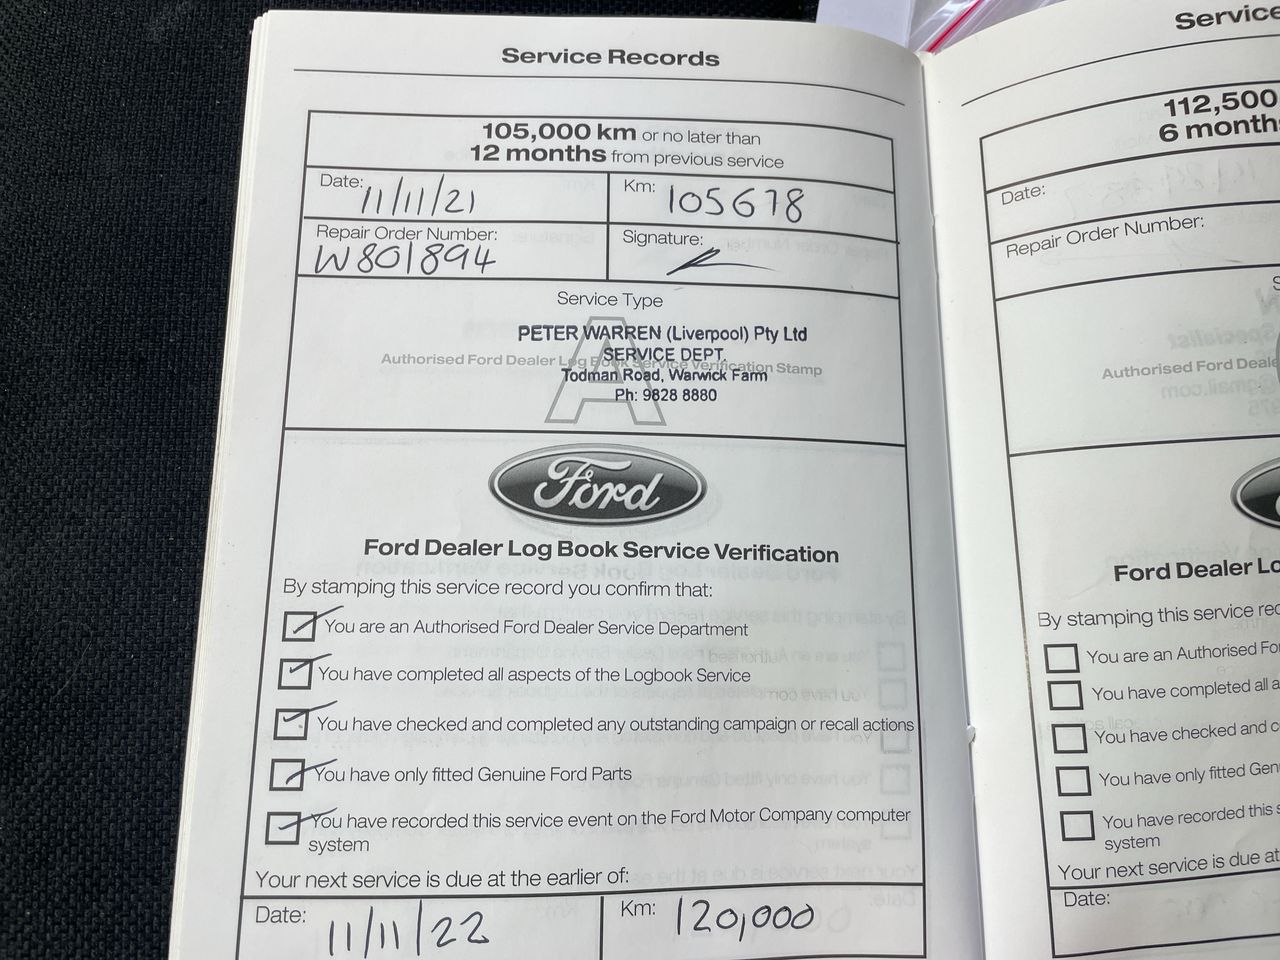 Service Records
105,000 km or no later than
12 months from previous service
Date: 11/11/21
Km: 105678
Repair Order Number:
W801894
Signature:
Service Type
A
PETER WARREN (Liverpool) Pty Ltd
SERVICE DEPT.
Authorised Ford Dealer Log Book Service Verification Stamp
Todman Road, Warwick Farm
Ph: 9828 8880
Ford
Ford Dealer Log Book Service Verification
By stamping this service record you confirm that:
You are an Authorised Ford Dealer Service Department
You have completed all aspects of the Logbook Service
You have checked and completed any outstanding campaign or recall actions
You have only fitted Genuine Ford Parts
You have recorded this service event on the Ford Motor Company computer
system
Your next service is due at the earlier of:
Date: 11/11/22
Km: 120,000
Service
112,500
6 month
Date:
Repair Order Number:
S
Authorised Ford Deale
Ford Dealer Lo
By stamping this service rec
You are an Authorised Fo
You have completed all a
You have checked and c
You have only fitted Gen
You have recorded this s
system
Your next service is due at
Date: